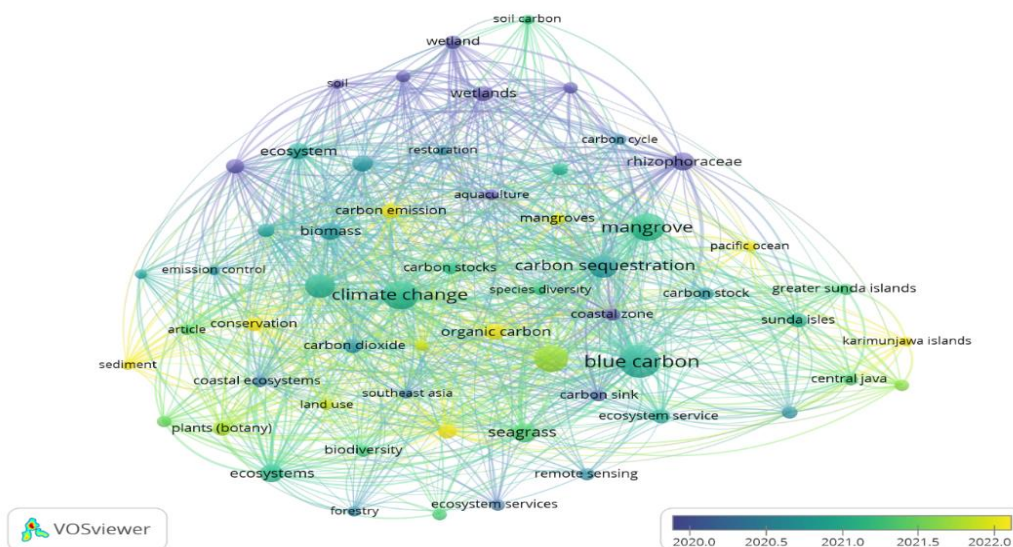 soil carbon
wetland
soil
wetlands
carbon cycle
ecosystem
restoration
rhizophoraceae
aquaculture
carbon emission
mangroves
mangrove
biomass
pacific ocean
emission control
carbon stocks
carbon sequestration
species diversity
greater sunda islands
climate change
carbon stock
coastal zone
sunda isles
article
conservation
organic carbon
karimunjawa islands
carbon dioxide
sediment
blue carbon
coastal ecosystems
central java
southeast asia
carbon sink
land use
ecosystem service
plants (botany)
seagrass
biodiversity
ecosystems
remote sensing
forestry
ecosystem services
VOSviewer
2020.0 2020.5 2021.0 2021.5 2022.0